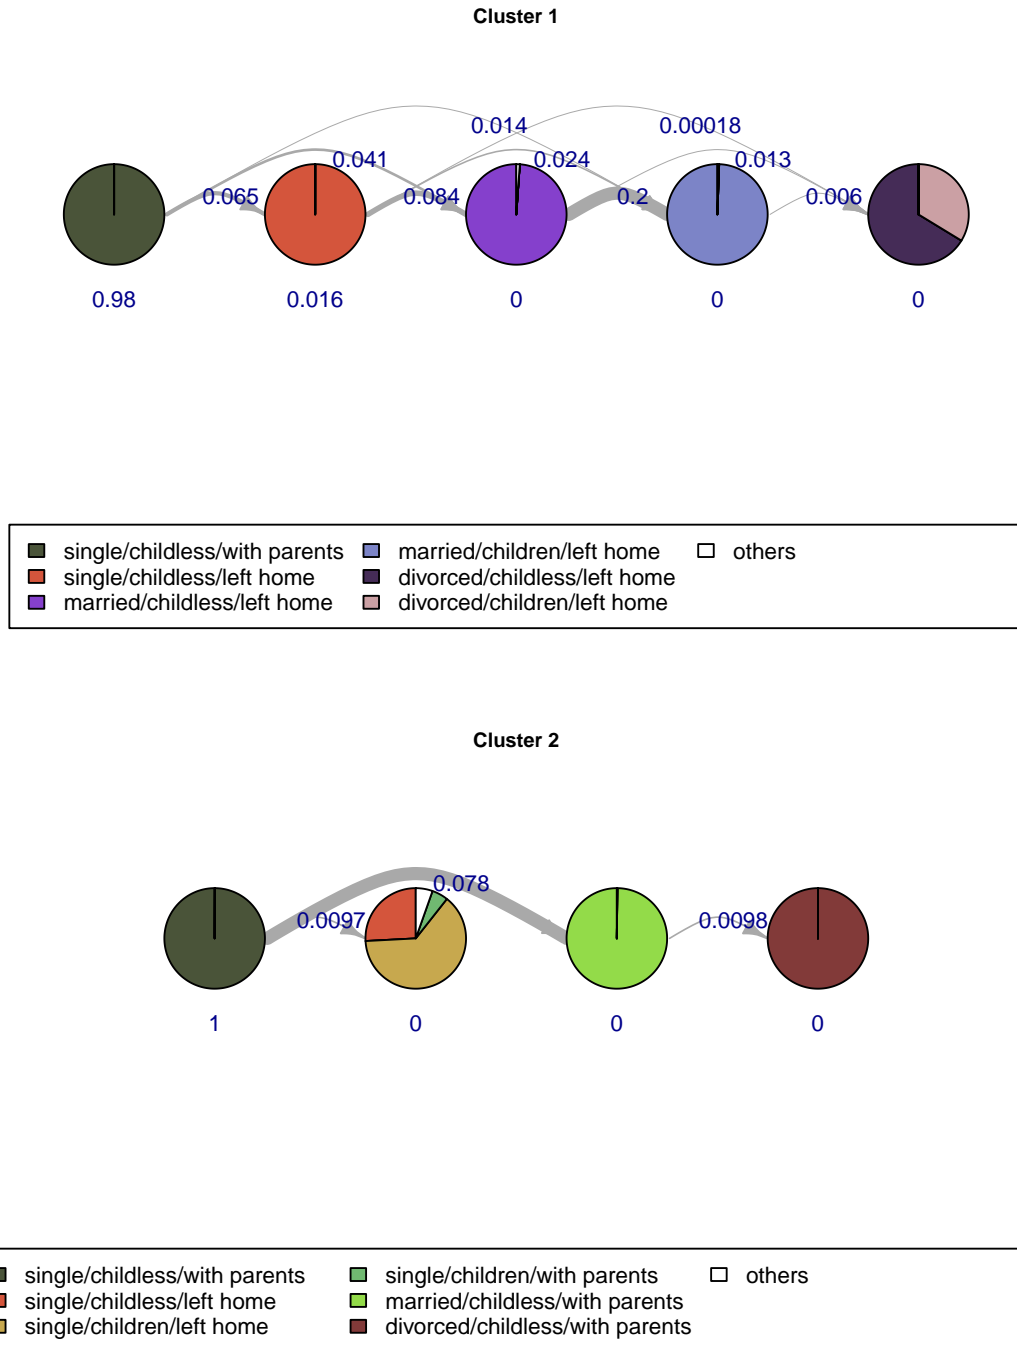 Cluster 1
0.014 0.00018
0.041 0.024 0.013
0.065 0.084 0.2 0.006
0.98 0.016 0 0 0
single/childless/with parents married/children/left home others
single/childless/left home divorced/childless/left home
married/childless/left home divorced/children/left home
Cluster 2
0.078
0.0097 0.0098
1 0 0 0
single/childless/with parents single/children/with parents others
single/childless/left home married/childless/with parents
single/children/left home divorced/childless/with parents